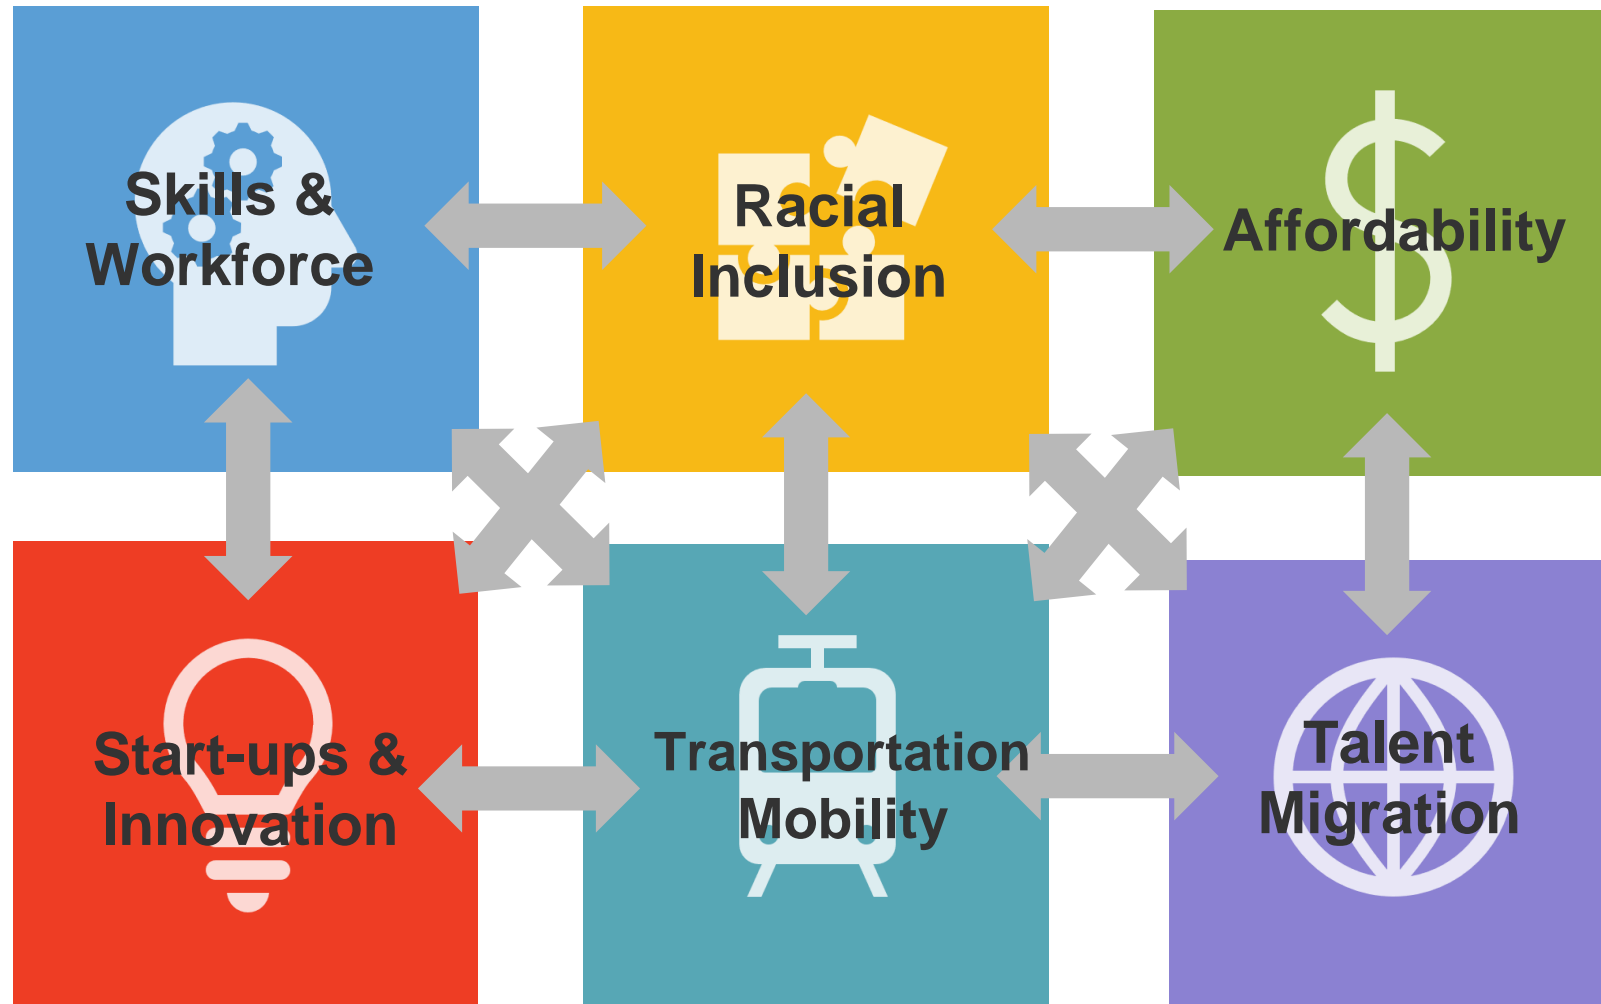 Skills &
Workforce
Racial
Inclusion
Affordability
Start-ups &
Innovation
Transportation
Mobility
Talent
Migration